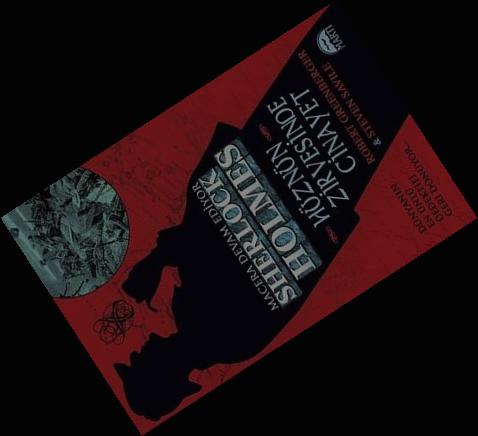 MACERA DEVAM EDİYOR
SHERLOCK
HOLMES
HÜZNÜN
ZİRVESİNDE
CİNAYET
ROBERT GREENBERGER
& STEVEN SAVILE
MARTI
DÜNYANIN
EN ÜNLÜ
DEDEKTİFİ
GERİ DÖNÜYOR.